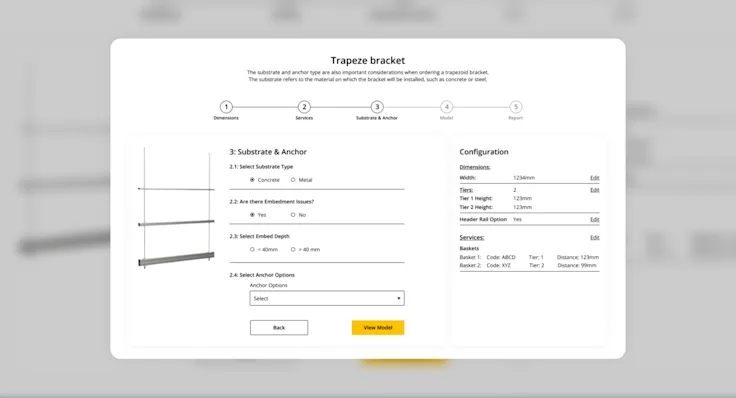 Trapeze bracket
The substrate and anchor type are also important considerations when ordering a trapezoid bracket.
The substrate refers to the material on which the bracket will be installed, such as concrete or steel.
1 2 3 4 5
Dimensions Services Substrate & Anchor Model Report
3: Substrate & Anchor
2.1: Select Substrate Type
Concrete Metal
2.2: Are there Embedment Issues?
Yes No
2.3: Select Embed Depth
< 40mm > 40 mm
2.4: Select Anchor Options
Anchor Options
Select
Back View Model
Configuration
Dimensions:
Width: 1234mm Edit
Tiers: 2 Edit
Tier 1 Height: 123mm
Tier 2 Height: 123mm
Header Rail Option Yes
Services: Edit
Baskets
Basket 1: Code: ABCD Tier: 1 Distance: 123mm
Basket 2: Code: XYZ Tier: 2 Distance: 99mm